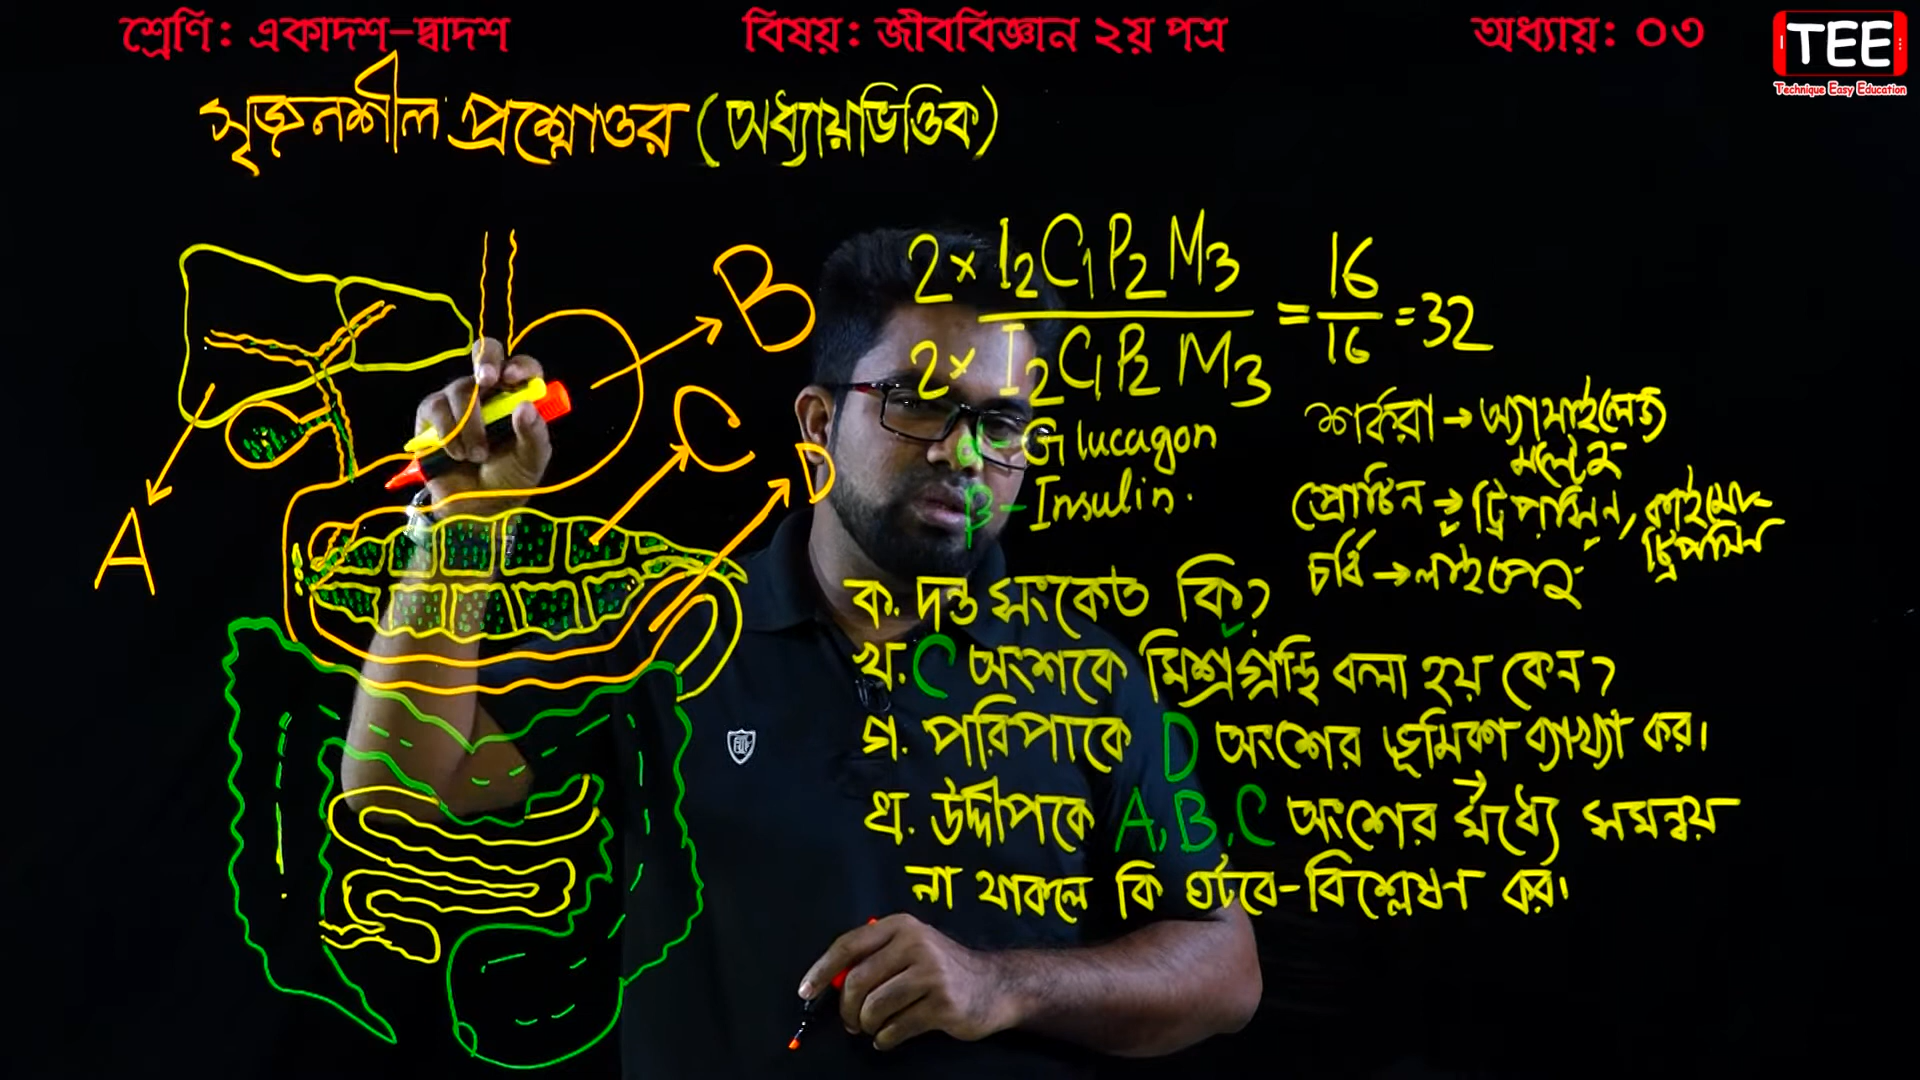 শ্রেণি: একাদশ-দ্বাদশ
বিষয়: জীববিজ্ঞান ২য় পত্র
অধ্যায়: ০৩
TEE
Technique Easy Education
সৃজনশীল প্রশ্নোত্তর (অধ্যায়ভিত্তিক)
A
B
C
D
2× I₂C₁P₂M₃ / 2× I₂C₁P₂M₃ = 16/16 = 32
α - Glucagon
β - Insulin.
শর্করা → অ্যামাইলেজ
মলটেজ
প্রোটিন → ট্রিপসিন, কাইমো-
ট্রিপসিন
চর্বি → লাইপেজ
ক. দন্ত সংকেত কি?
খ. C অংশকে মিশ্রগ্রন্থি বলা হয় কেন?
গ. পরিপাকে D অংশের ভূমিকা ব্যাখ্যা কর।
ঘ. উদ্দীপকে A, B, C অংশের মধ্যে সমন্বয়
না থাকলে কি ঘটবে-বিশ্লেষণ কর।